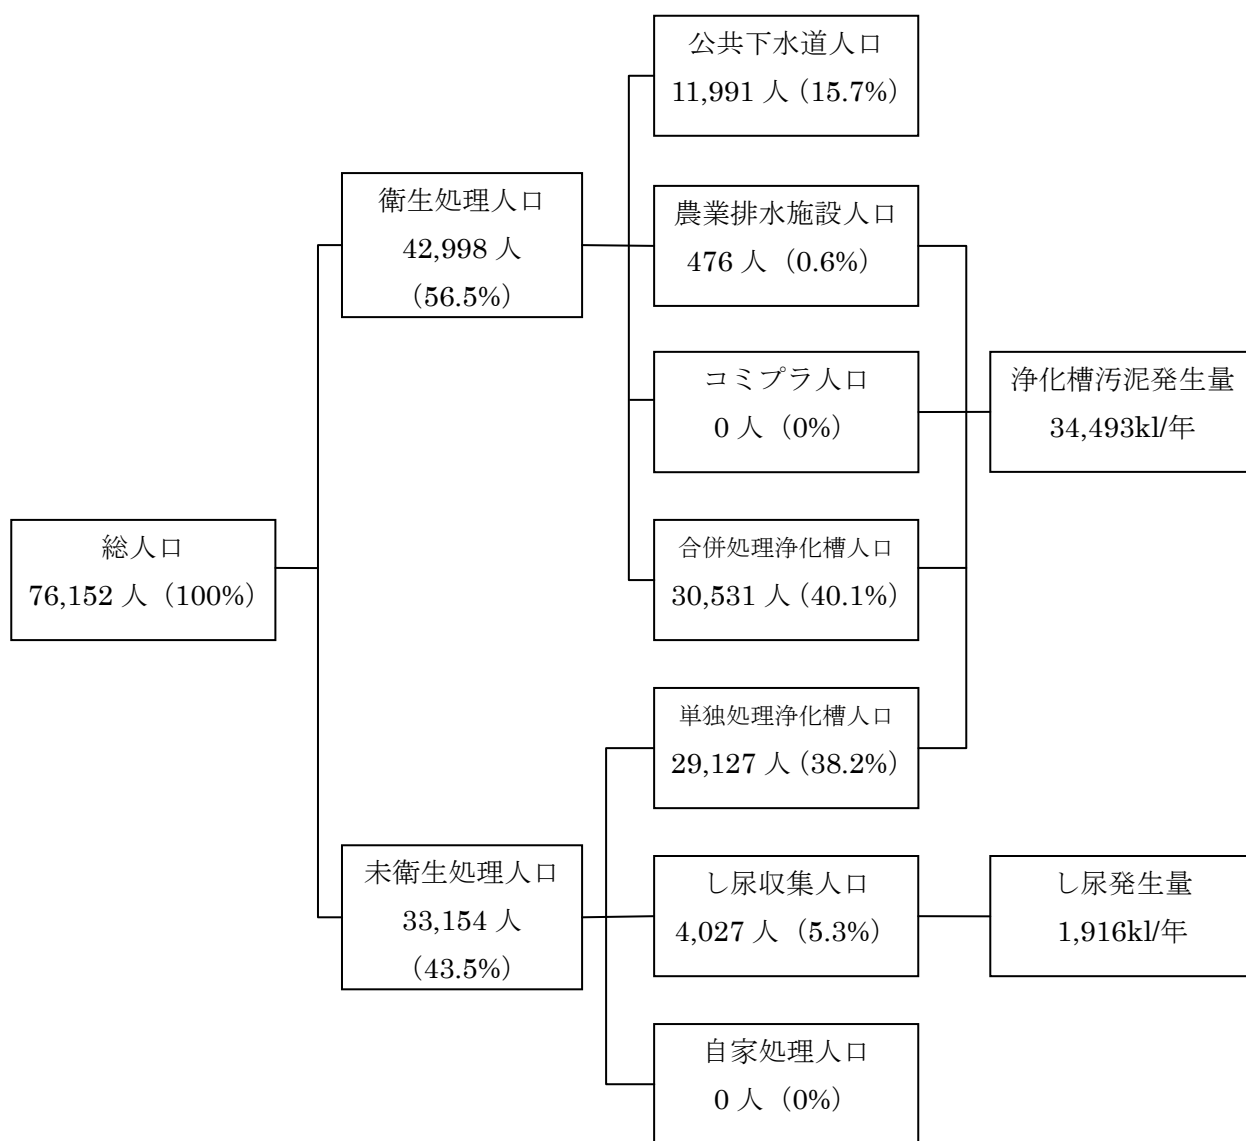 公共下水道人口
11,991 人（15.7%）
衛生処理人口
42,998 人
（56.5%）
農業排水施設人口
476 人（0.6%）
コミプラ人口
0 人（0%）
浄化槽汚泥発生量
34,493kl/年
総人口
76,152 人（100%）
合併処理浄化槽人口
30,531 人（40.1%）
単独処理浄化槽人口
29,127 人（38.2%）
未衛生処理人口
33,154 人
（43.5%）
し尿収集人口
4,027 人（5.3%）
し尿発生量
1,916kl/年
自家処理人口
0 人（0%）